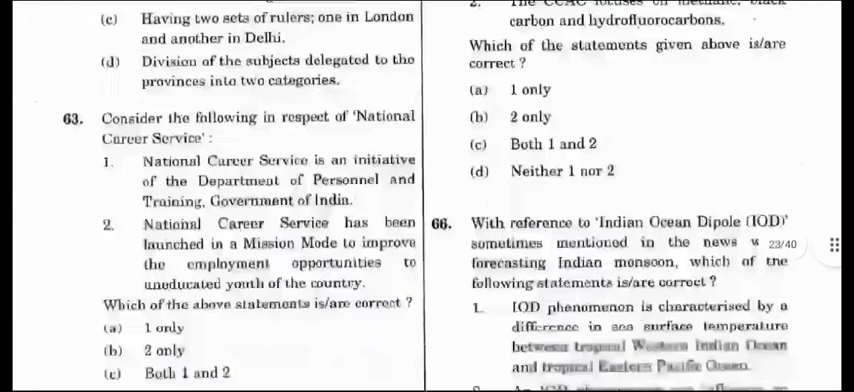 (c) Having two sets of rulers; one in London
and another in Delhi.
(d) Division of the subjects delegated to the
provinces into two categories.
63. Consider the following in respect of 'National
Career Service' :
1. National Career Service is an initiative
of the Department of Personnel and
Training, Government of India.
2. National Career Service has been
launched in a Mission Mode to improve
the employment opportunities to
uneducated youth of the country.
Which of the above statements is/are correct ?
(a) 1 only
(b) 2 only
(c) Both 1 and 2
2. The CCAC focuses on methane, black
carbon and hydrofluorocarbons.
Which of the statements given above is/are
correct ?
(a) 1 only
(b) 2 only
(c) Both 1 and 2
(d) Neither 1 nor 2
66. With reference to 'Indian Ocean Dipole (IOD)'
sometimes mentioned in the news
forecasting Indian monsoon, which of the
following statements is/are correct ?
1. IOD phenomenon is characterised by a
difference in sea surface temperature
between tropical Western Indian Ocean
and tropical Eastern Pacific Ocean.
23/40